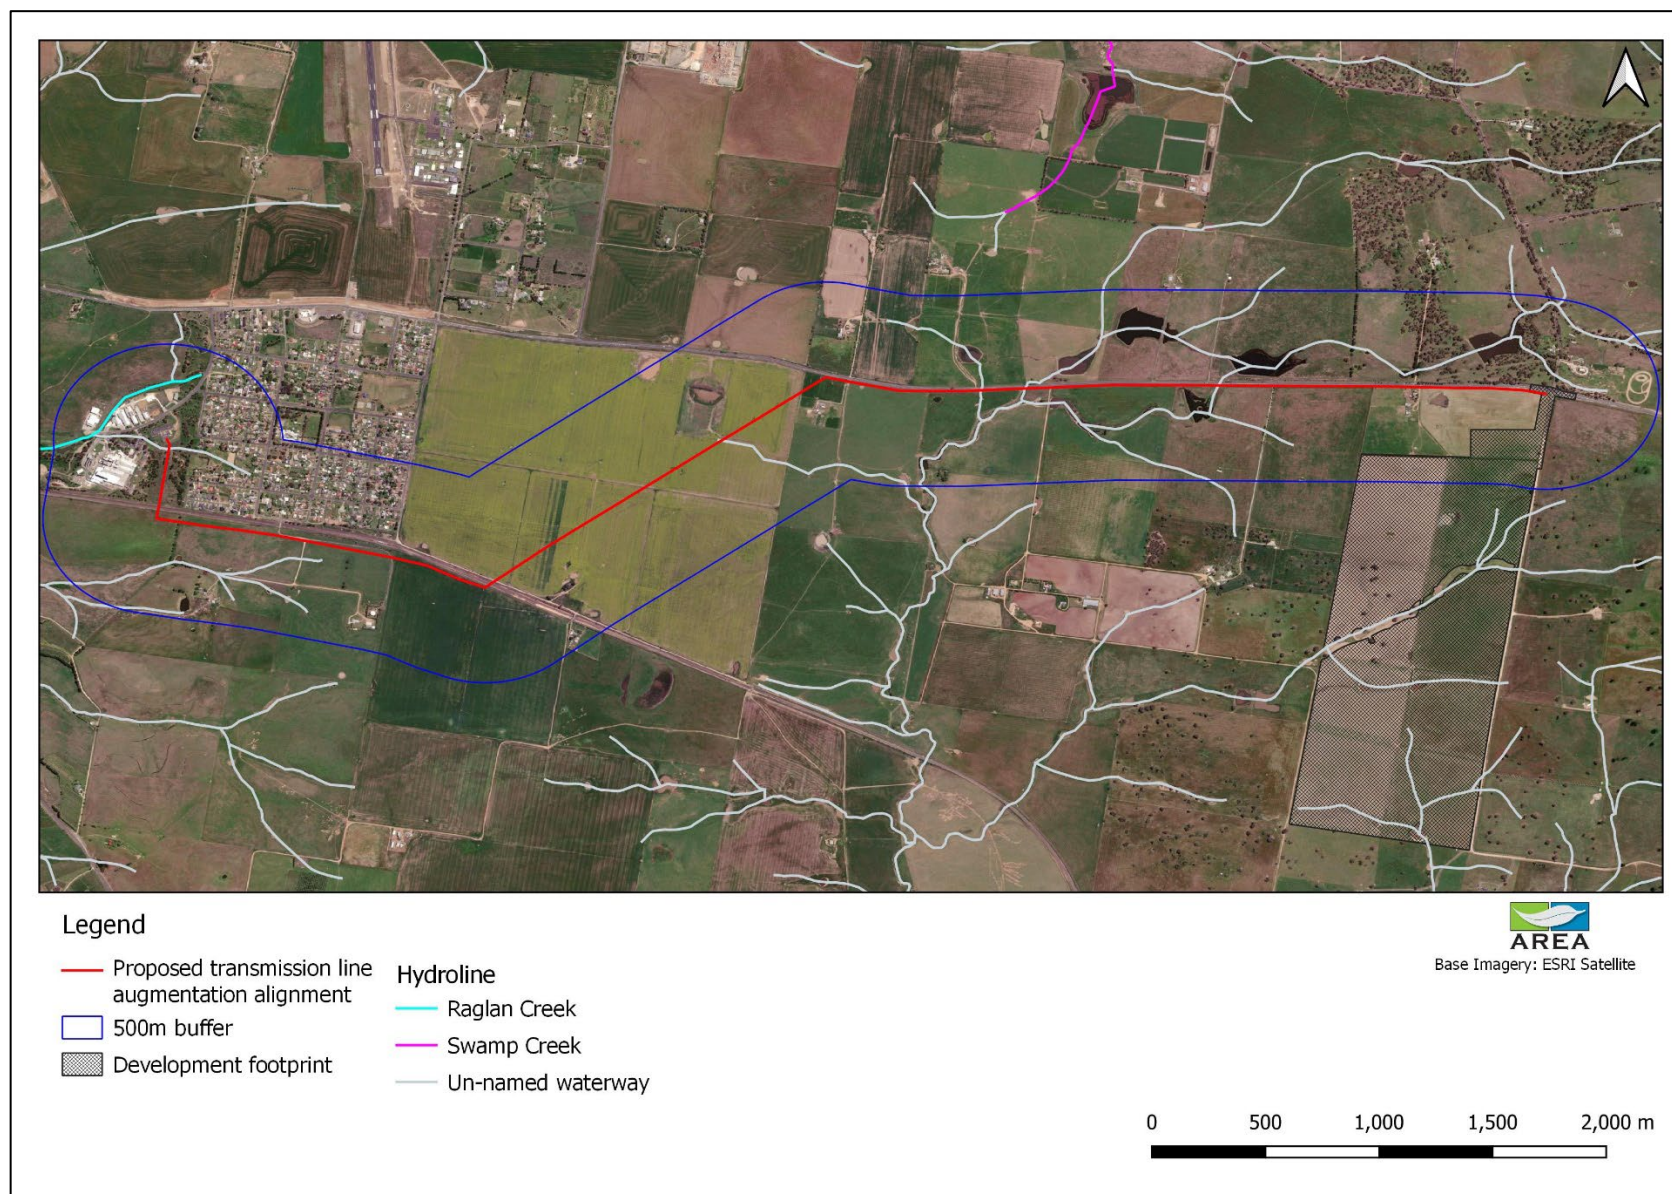 Legend
Proposed transmission line
augmentation alignment
500m buffer
Development footprint
Hydroline
Raglan Creek
Swamp Creek
Un-named waterway
AREA
Base Imagery: ESRI Satellite
0 500 1,000 1,500 2,000 m